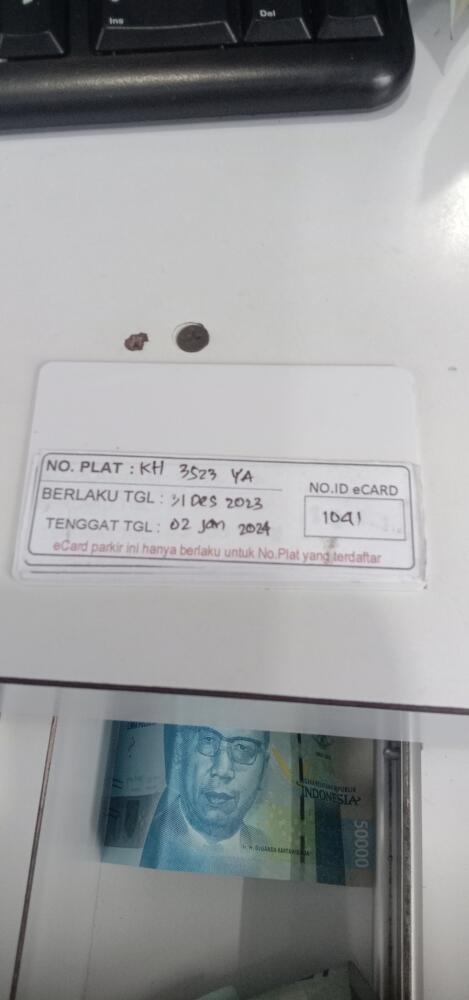 Ins
Del
NO. PLAT : KH 3523 YA
BERLAKU TGL : 31 Des 2023
TENGGAT TGL : 02 Jan 2024
NO.ID eCARD
1041
eCard parkir ini hanya berlaku untuk No.Plat yang terdaftar
REPUBLIK
INDONESIA
50000